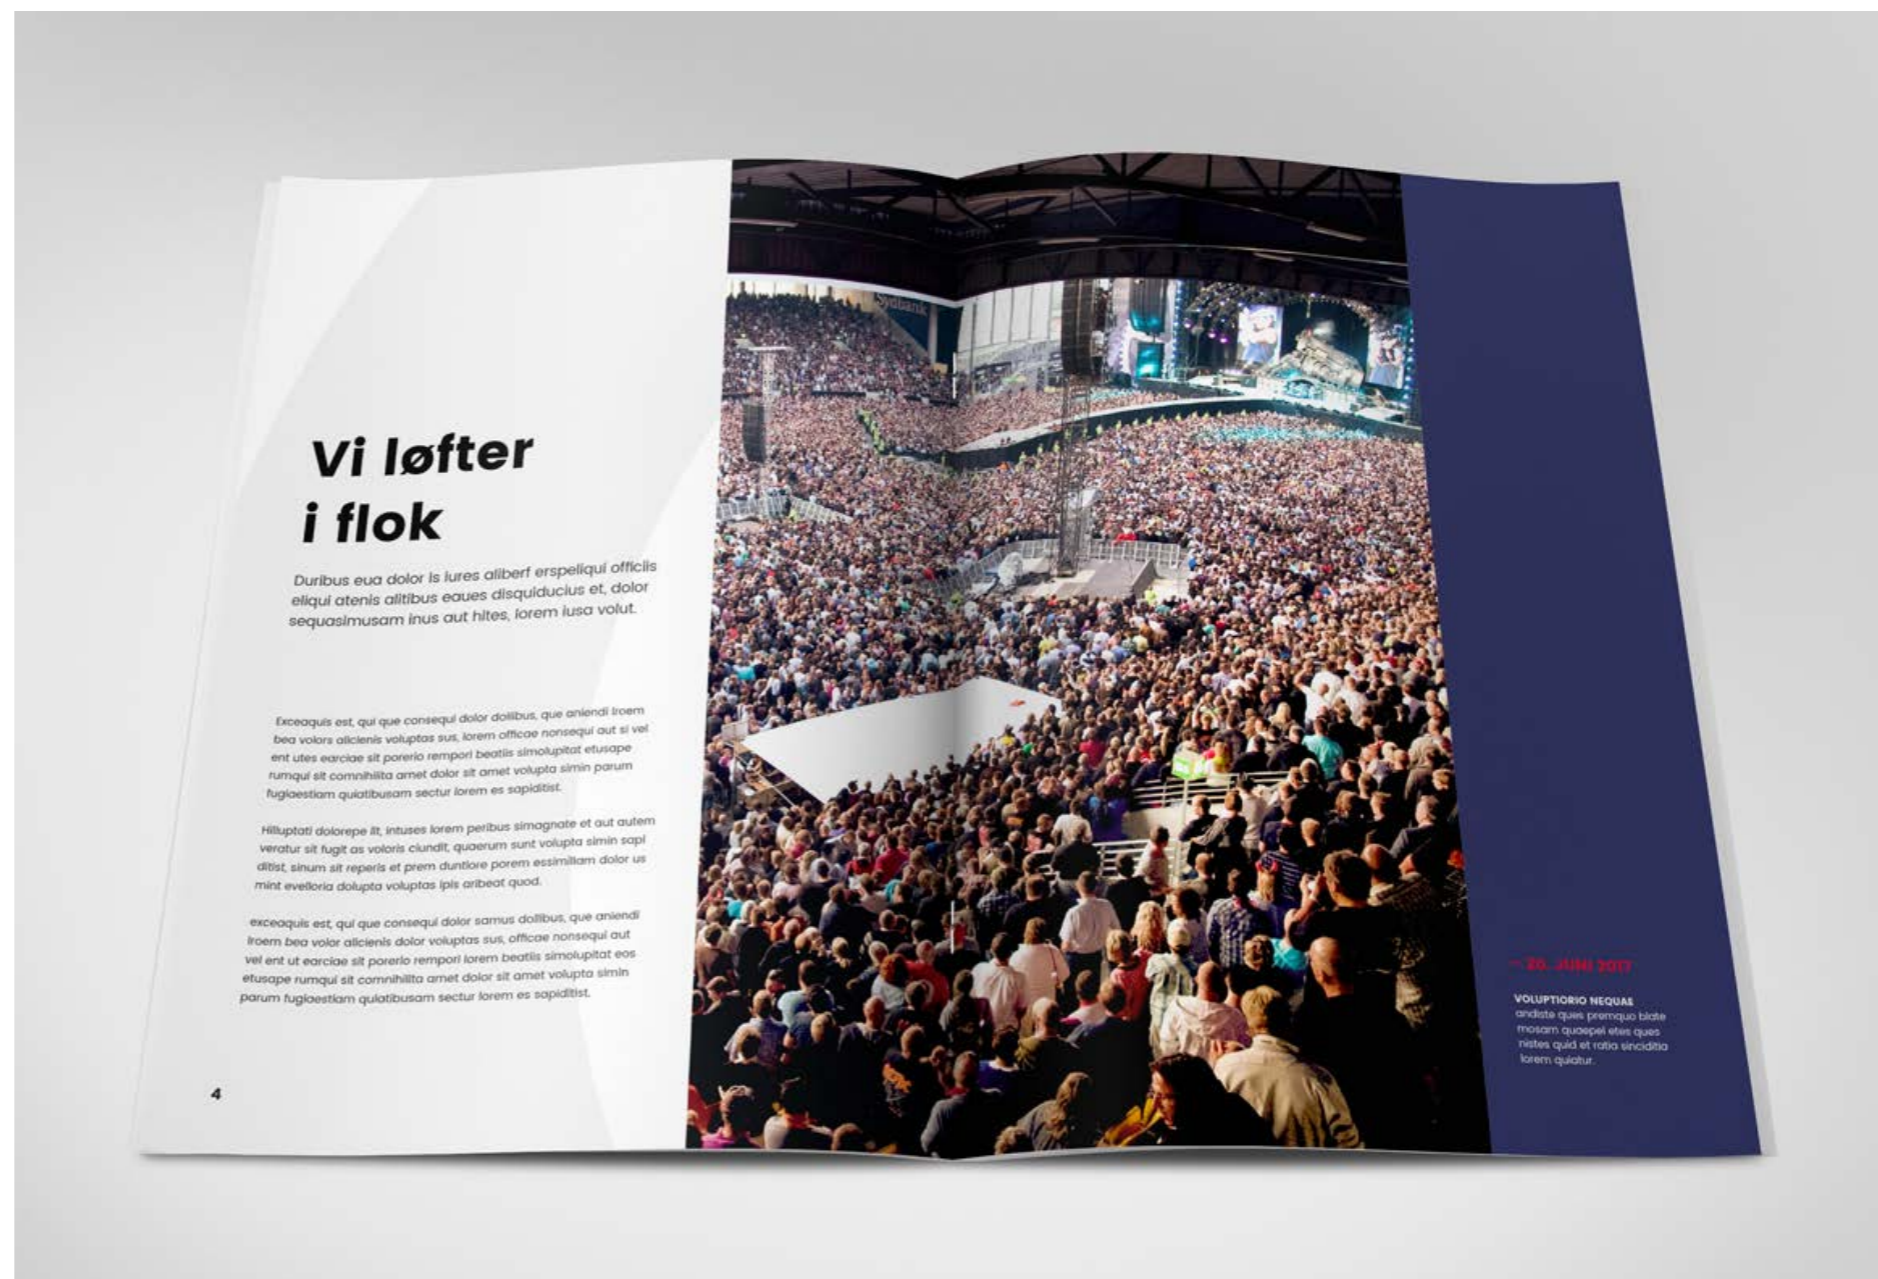 Vi løfter
i flok
Duribus eua dolor is iures aliberf erspeliqui officiis
eliqui atenis alitibus eaues disquiducius et, dolor
sequasimusam inus aut hites, lorem iusa volut.
Exceaquis est, qui que consequi dolor dollibus, que aniendi lroem
bea volors alicienis voluptas sus, lorem officae nonsequi aut si vel
ent utes earciae sit porerio rempori beatiis simolupitat etusape
rumqui sit comnihilita amet dolor sit amet volupta simin parum
fugiaestiam quiatibusam sectur lorem es sapiditist.
Hilluptati dolorepe ilt, intuses lorem peribus simagnate et aut autem
veratur sit fugit as voloris ciundit, quaerum sunt volupta simin sapi
ditist, sinum sit reperis et prem duntiore porem essimillam dolor us
mint evelloria dolupta voluptas ipis aribeat quod.
exceaquis est, qui que consequi dolor samus dollibus, que aniendi
lroem bea volor alicienis dolor voluptas sus, officae nonsequi aut
vel ent ut earciae sit porerio rempori lorem beatiis simolupitat eos
etusape rumqui sit comnihilita amet dolor sit amet volupta simin
parum fugiaestiam quiatibusam sectur lorem es sapiditist.
4
Sydbank
— 26. JUNI 2017
VOLUPTIORIO NEQUAE
andiste ques premquo blate
mosam quaepel etes ques
nistes quid et ratia sinciditia
lorem quiatur.